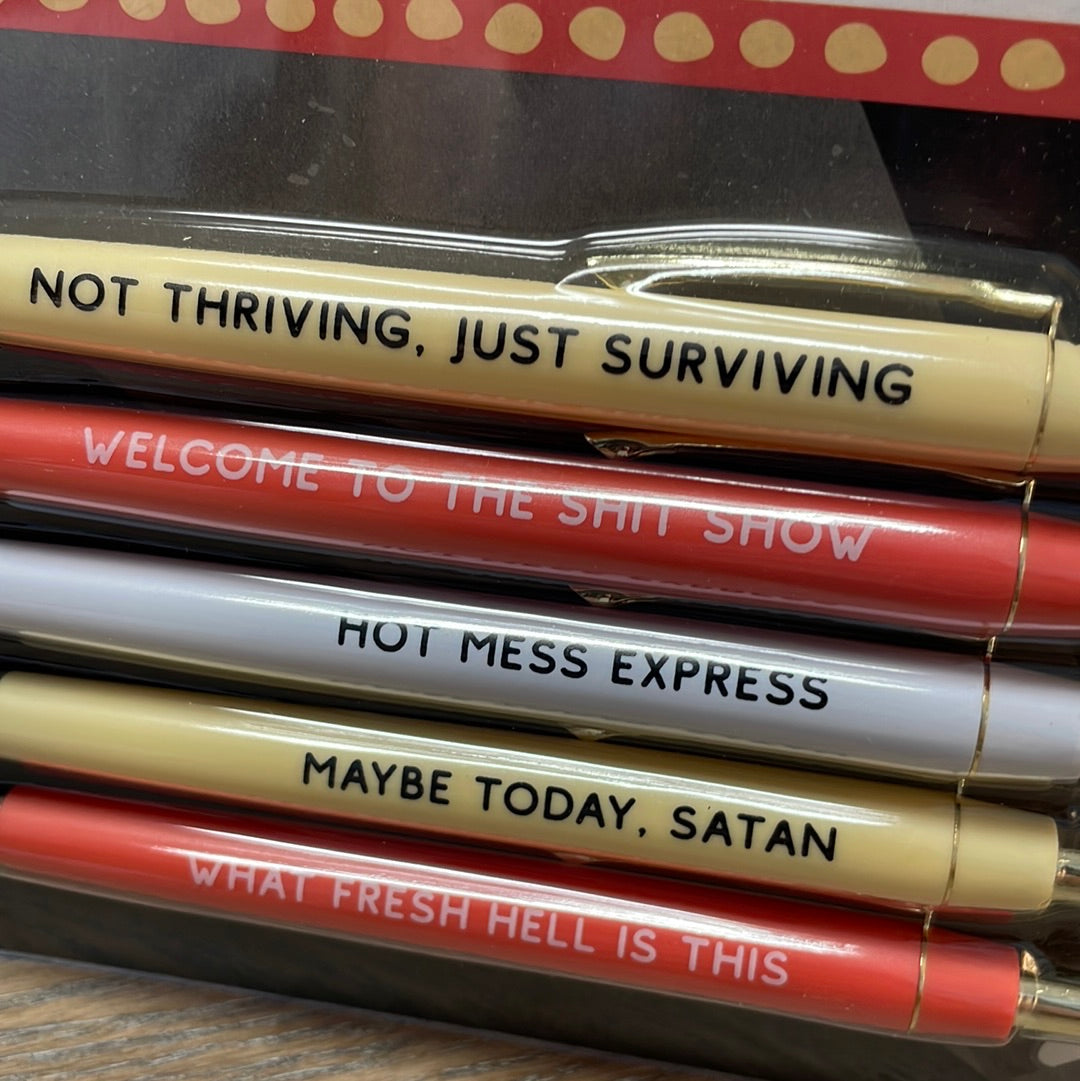 NOT THRIVING, JUST SURVIVING
WELCOME TO THE SHIT SHOW
HOT MESS EXPRESS
MAYBE TODAY, SATAN
WHAT FRESH HELL IS THIS